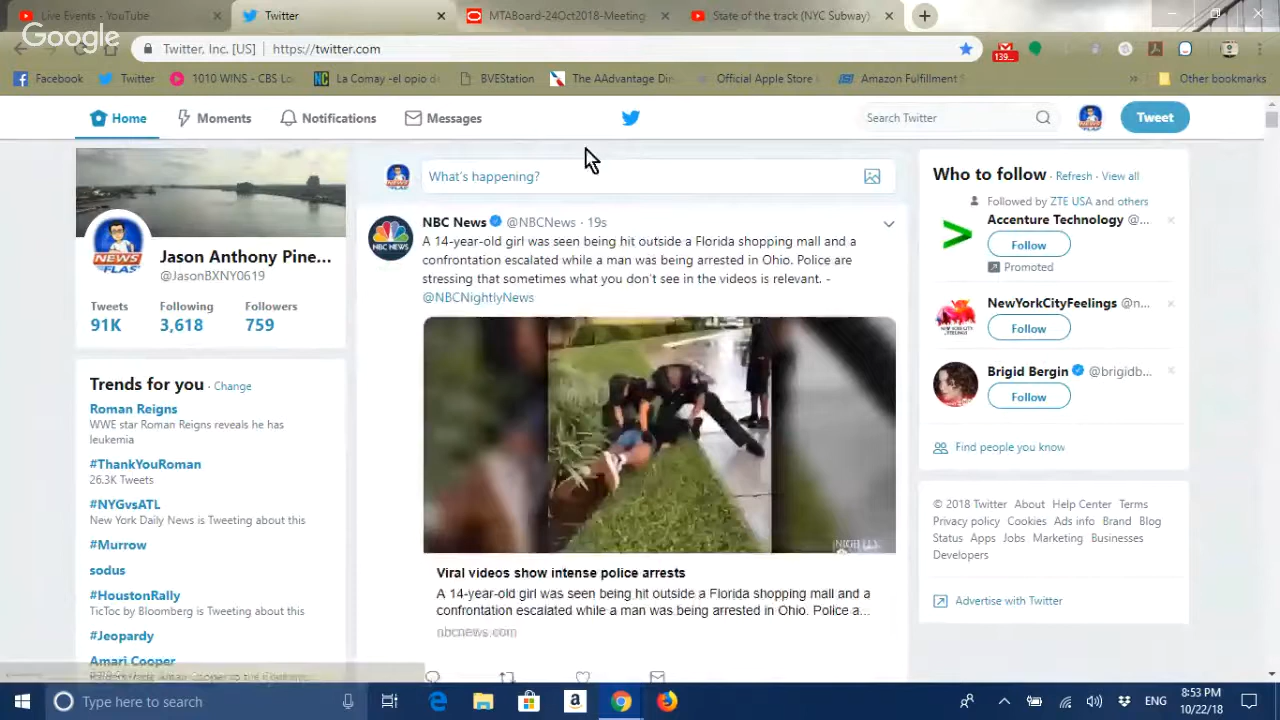 Live Events - YouTube
Twitter
MTABoard-24Oct2018-Meeting
State of the track (NYC Subway)
Google
Twitter, Inc. [US]
https://twitter.com
139...
Facebook
Twitter
1010 WINS - CBS Lo
La Comay -el opio d
BVEStation
The AAdvantage Di
Official Apple Store
Amazon Fulfillment S
»
Other bookmarks
Home
Moments
Notifications
Messages
Search Twitter
Tweet
NEWS
FLAS
Jason Anthony Pine...
@JasonBXNY0619
Tweets Following Followers
91K 3,618 759
Trends for you · Change
Roman Reigns
WWE star Roman Reigns reveals he has
leukemia
#ThankYouRoman
26.3K Tweets
#NYGvsATL
New York Daily News is Tweeting about this
#Murrow
sodus
#HoustonRally
TicToc by Bloomberg is Tweeting about this
#Jeopardy
Amari Cooper
What's happening?
NBC NEWS
NBC News @NBCNews · 19s
A 14-year-old girl was seen being hit outside a Florida shopping mall and a
confrontation escalated while a man was being arrested in Ohio. Police are
stressing that sometimes what you don't see in the videos is relevant. -
@NBCNightlyNews
NIGHTLY
Viral videos show intense police arrests
A 14-year-old girl was seen being hit outside a Florida shopping mall and a
confrontation escalated while a man was being arrested in Ohio. Police a...
nbcnews.com
Who to follow · Refresh · View all
Followed by ZTE USA and others
Accenture Technology @...
Follow
Promoted
NewYorkCityFeelings @n...
Follow
Brigid Bergin @brigidb...
Follow
Find people you know
© 2018 Twitter About Help Center Terms
Privacy policy Cookies Ads info Brand Blog
Status Apps Jobs Marketing Businesses
Developers
Advertise with Twitter
Type here to search
ENG
8:53 PM
10/22/18